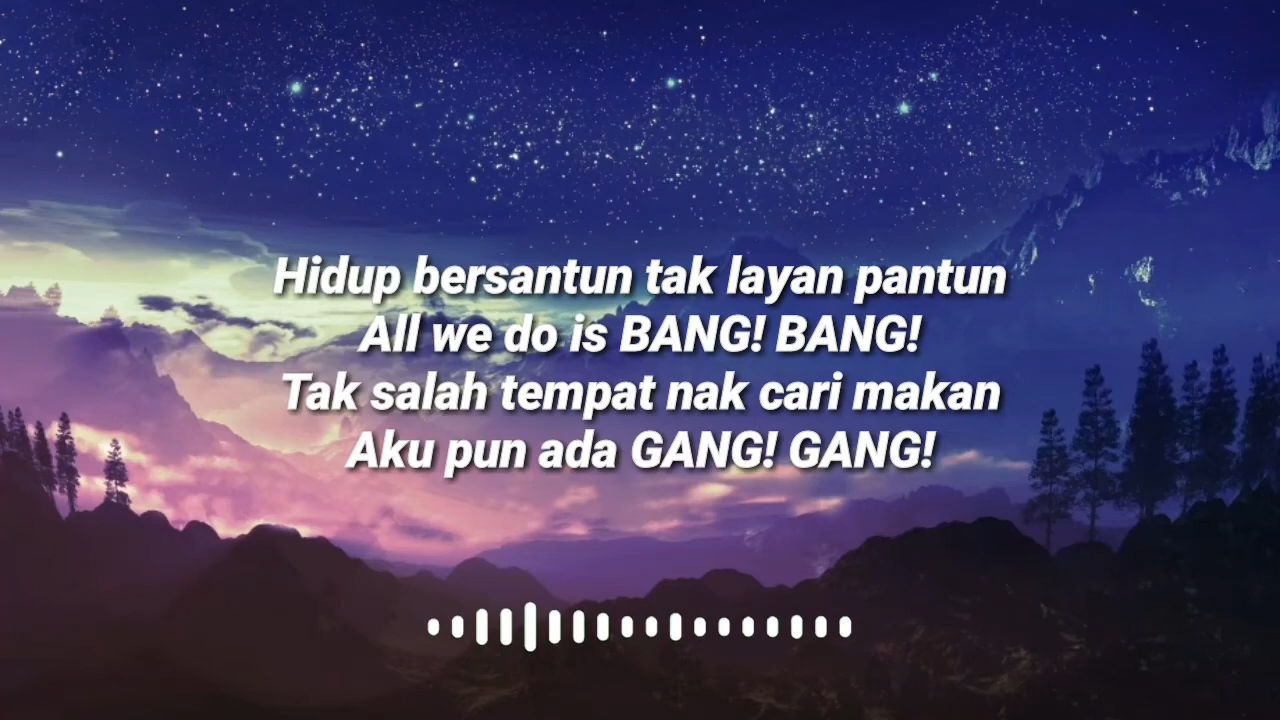 Hidup bersantun tak layan pantun
All we do is BANG! BANG!
Tak salah tempat nak cari makan
Aku pun ada GANG! GANG!